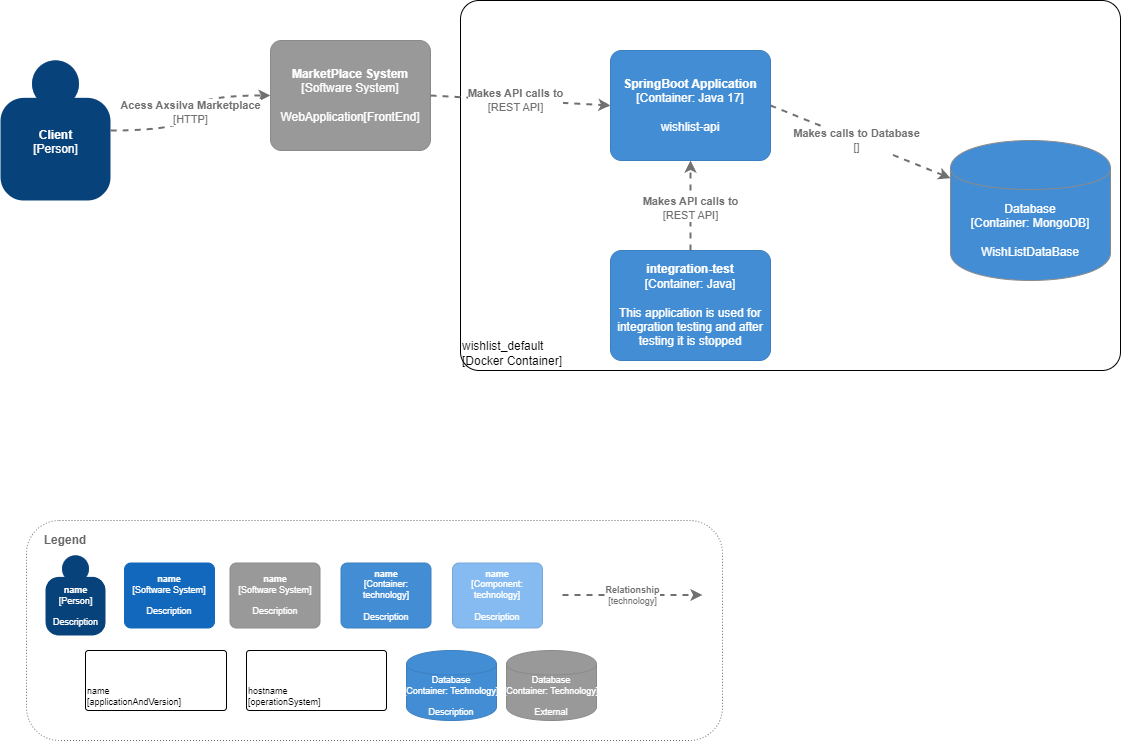 Client
[Person]
Acess Axsilva Marketplace
[HTTP]
MarketPlace System
[Software System]
WebApplication[FrontEnd]
Makes API calls to
[REST API]
SpringBoot Application
[Container: Java 17]
wishlist-api
Makes calls to Database
[]
Database
[Container: MongoDB]
WishListDataBase
Makes API calls to
[REST API]
integration-test
[Container: Java]
This application is used for
integration testing and after
testing it is stopped
wishlist_default
[Docker Container]
Legend
name
[Person]
Description
name
[Software System]
Description
name
[Software System]
Description
name
[Container:
technology]
Description
name
[Component:
technology]
Description
Relationship
[technology]
name
[applicationAndVersion]
hostname
[operationSystem]
Database
Container: Technology]
Description
Database
Container: Technology]
External